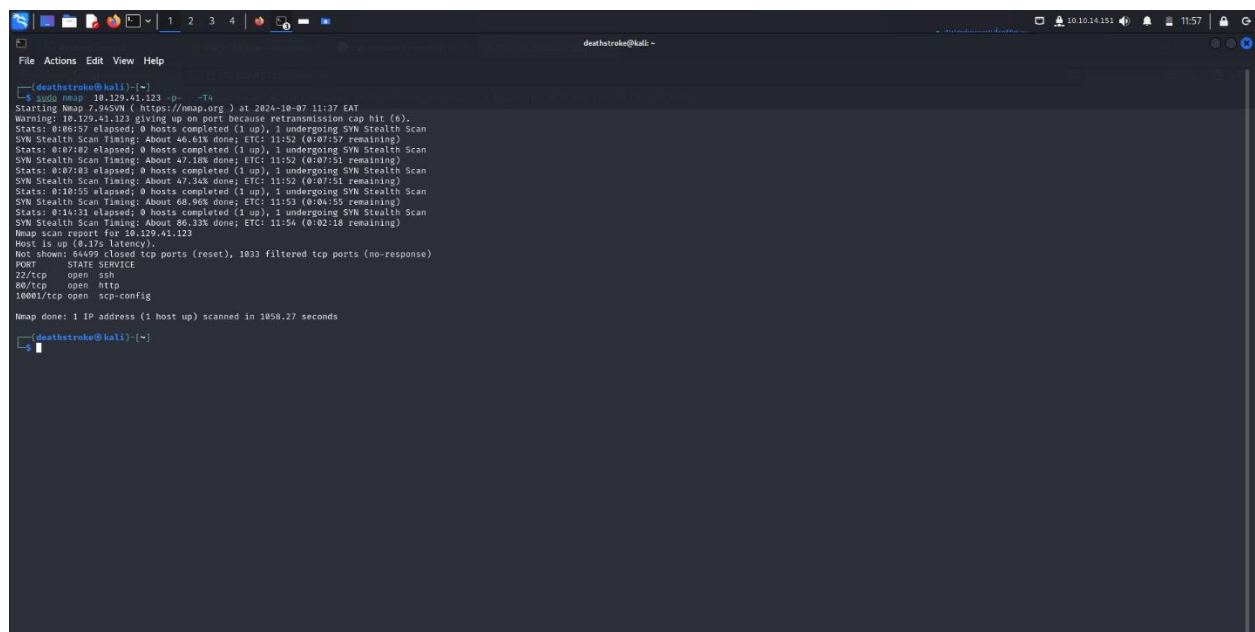 1 2 3 4
10.10.14.151
11:57
deathstroke@kali: ~
File Actions Edit View Help
(deathstroke㉿kali)-[~]
$ sudo nmap 10.129.41.123 -p- -T4
Starting Nmap 7.94SVN ( https://nmap.org ) at 2024-10-07 11:37 EAT
Warning: 10.129.41.123 giving up on port because retransmission cap hit (6).
Stats: 0:06:57 elapsed; 0 hosts completed (1 up), 1 undergoing SYN Stealth Scan
SYN Stealth Scan Timing: About 46.61% done; ETC: 11:52 (0:07:57 remaining)
Stats: 0:07:02 elapsed; 0 hosts completed (1 up), 1 undergoing SYN Stealth Scan
SYN Stealth Scan Timing: About 47.18% done; ETC: 11:52 (0:07:51 remaining)
Stats: 0:07:03 elapsed; 0 hosts completed (1 up), 1 undergoing SYN Stealth Scan
SYN Stealth Scan Timing: About 47.34% done; ETC: 11:52 (0:07:51 remaining)
Stats: 0:10:55 elapsed; 0 hosts completed (1 up), 1 undergoing SYN Stealth Scan
SYN Stealth Scan Timing: About 68.96% done; ETC: 11:53 (0:04:55 remaining)
Stats: 0:14:31 elapsed; 0 hosts completed (1 up), 1 undergoing SYN Stealth Scan
SYN Stealth Scan Timing: About 86.33% done; ETC: 11:54 (0:02:18 remaining)
Nmap scan report for 10.129.41.123
Host is up (0.17s latency).
Not shown: 64499 closed tcp ports (reset), 1033 filtered tcp ports (no-response)
PORT STATE SERVICE
22/tcp open ssh
80/tcp open http
10001/tcp open scp-config
Nmap done: 1 IP address (1 host up) scanned in 1058.27 seconds
(deathstroke㉿kali)-[~]
$